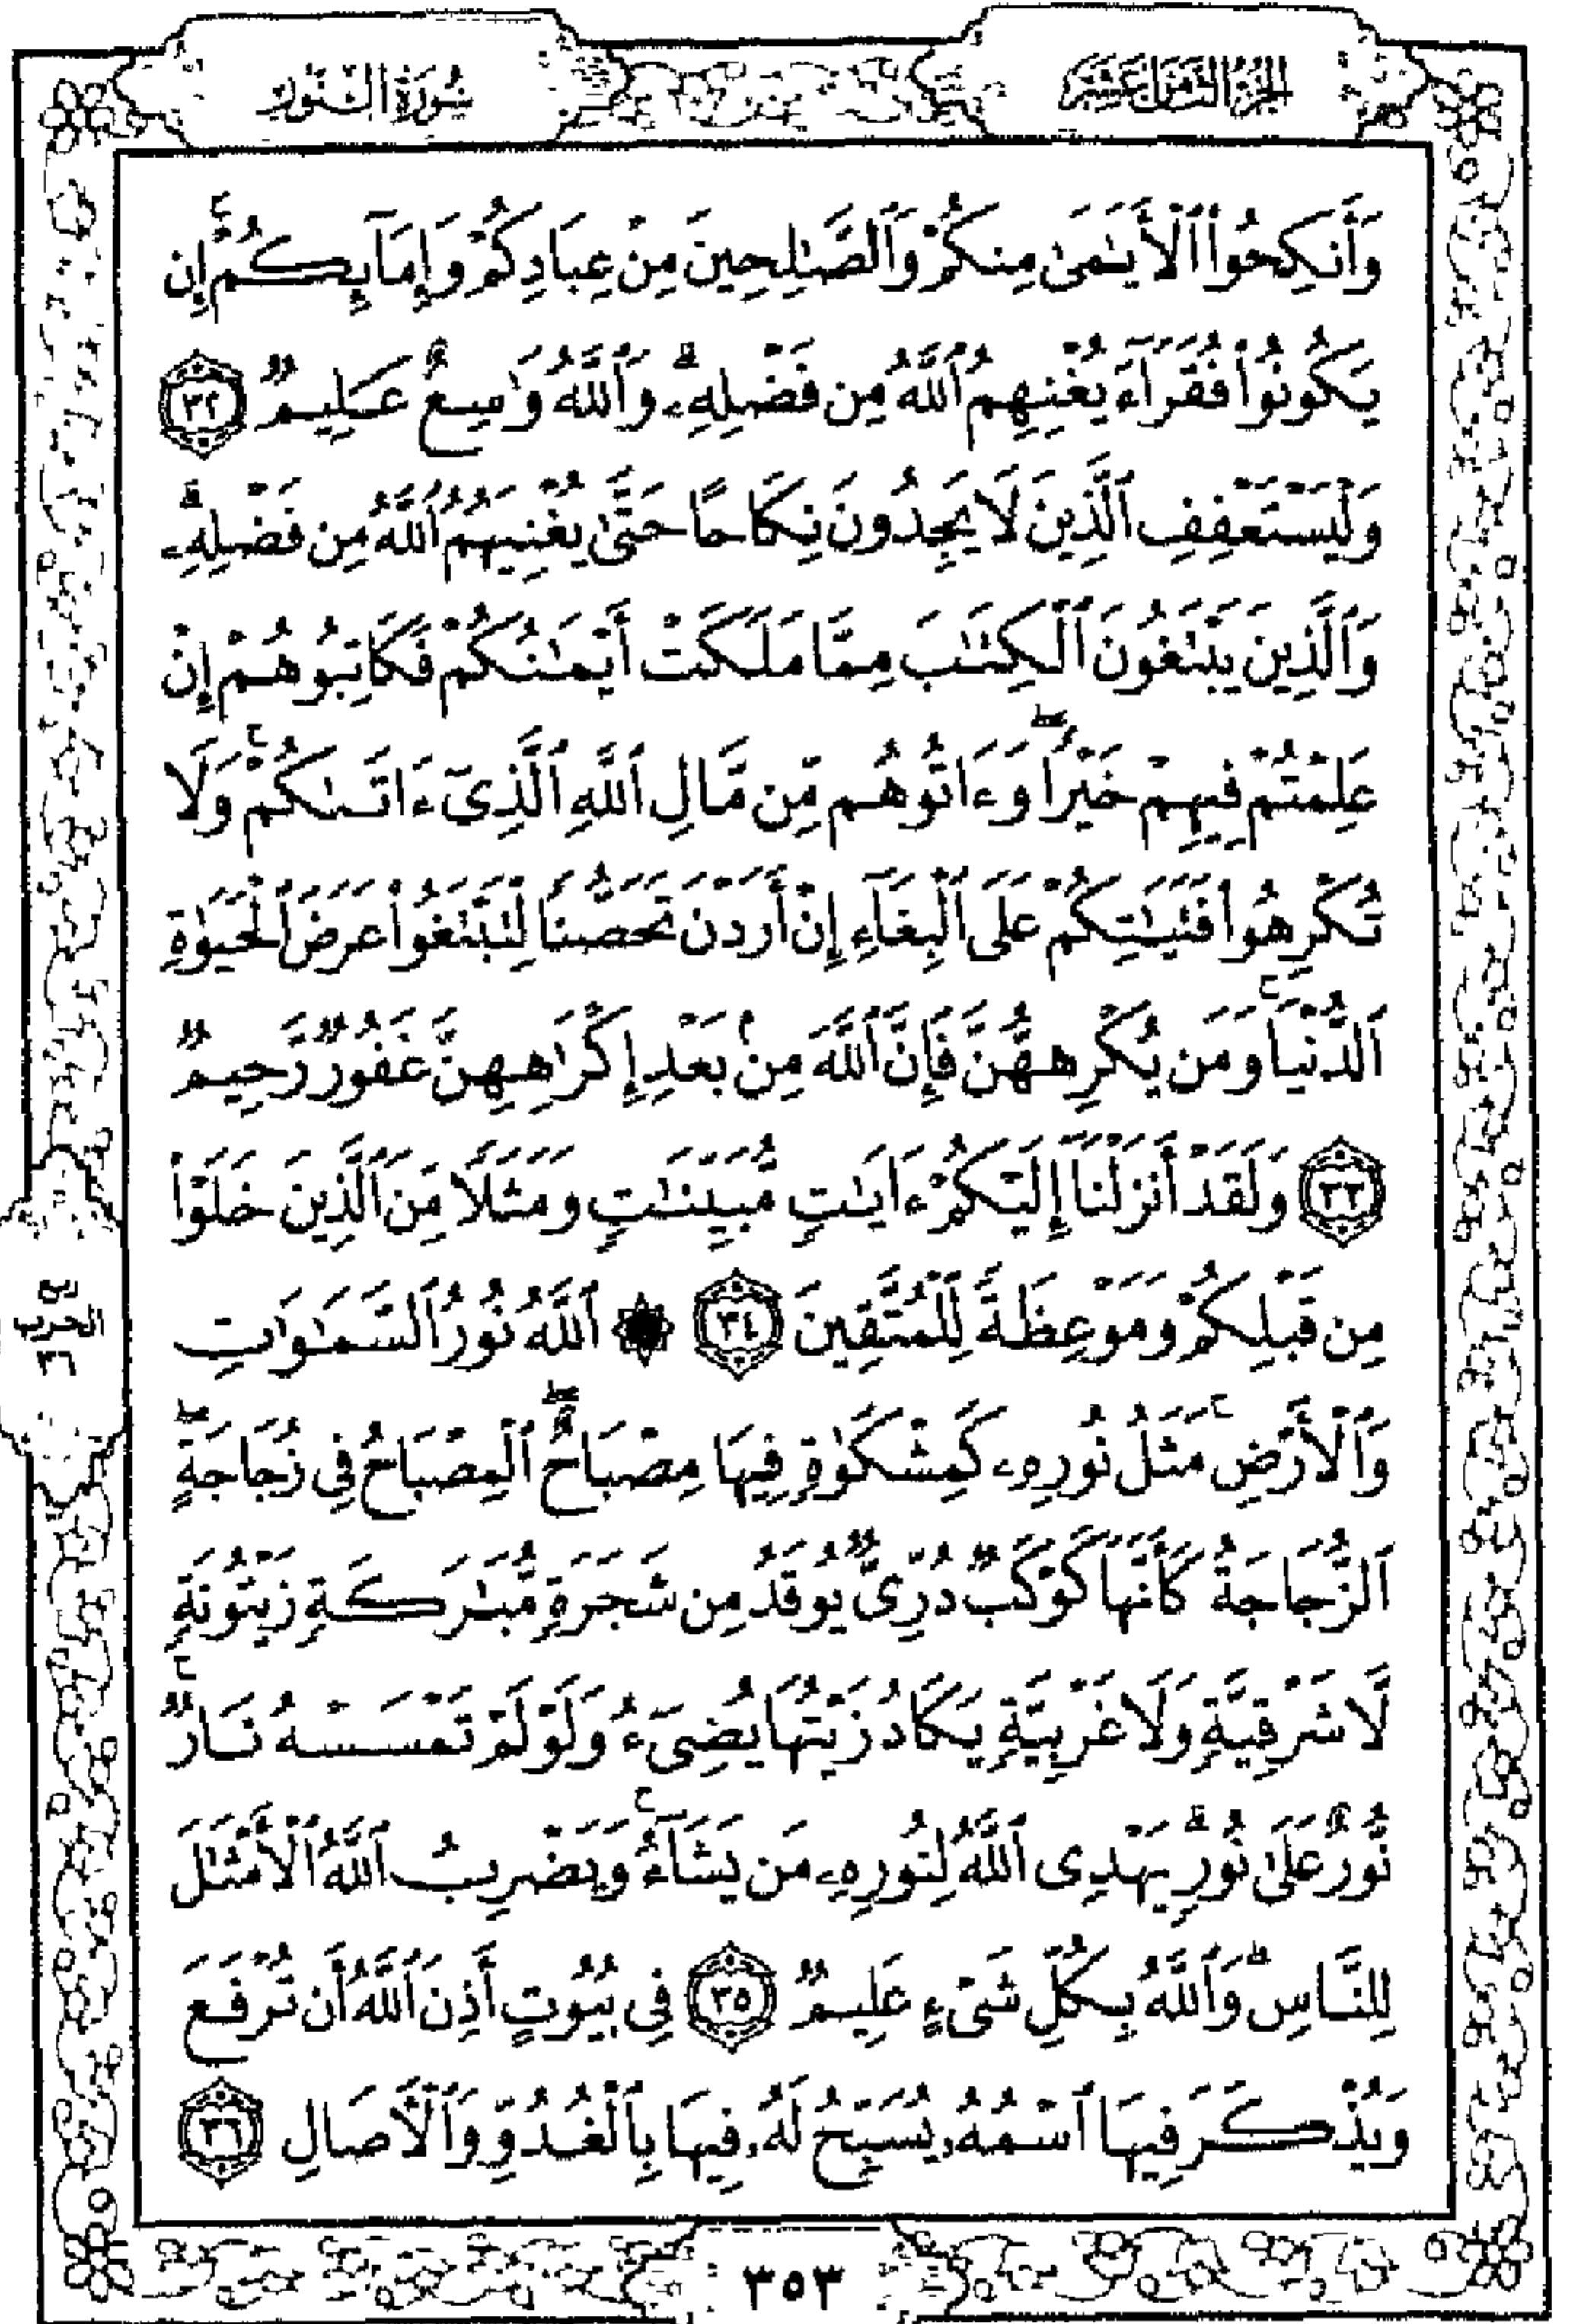 الجزء الثامن عشر
سورة النور
وَأَنكِحُوا۟ ٱلْأَيَـٰمَىٰ مِنكُمْ وَٱلصَّـٰلِحِينَ مِنْ عِبَادِكُمْ وَإِمَآئِكُمْ ۚ إِن
يَكُونُوا۟ فُقَرَآءَ يُغْنِهِمُ ٱللَّهُ مِن فَضْلِهِۦ ۗ وَٱللَّهُ وَٰسِعٌ عَلِيمٌ ٣٢
وَلْيَسْتَعْفِفِ ٱلَّذِينَ لَا يَجِدُونَ نِكَاحًا حَتَّىٰ يُغْنِيَهُمُ ٱللَّهُ مِن فَضْلِهِۦ ۗ
وَٱلَّذِينَ يَبْتَغُونَ ٱلْكِتَـٰبَ مِمَّا مَلَكَتْ أَيْمَـٰنُكُمْ فَكَاتِبُوهُمْ إِنْ
عَلِمْتُمْ فِيهِمْ خَيْرًا ۖ وَءَاتُوهُم مِّن مَّالِ ٱللَّهِ ٱلَّذِىٓ ءَاتَىٰكُمْ ۚ وَلَا
تُكْرِهُوا۟ فَتَيَـٰتِكُمْ عَلَى ٱلْبِغَآءِ إِنْ أَرَدْنَ تَحَصُّنًا لِّتَبْتَغُوا۟ عَرَضَ ٱلْحَيَوٰةِ
ٱلدُّنْيَا ۚ وَمَن يُكْرِههُّنَّ فَإِنَّ ٱللَّهَ مِنۢ بَعْدِ إِكْرَٰهِهِنَّ غَفُورٌ رَّحِيمٌ
٣٣ وَلَقَدْ أَنزَلْنَآ إِلَيْكُمْ ءَايَـٰتٍ مُّبَيِّنَـٰتٍ وَمَثَلًا مِّنَ ٱلَّذِينَ خَلَوْا۟
مِن قَبْلِكُمْ وَمَوْعِظَةً لِّلْمُتَّقِينَ ٣٤ ۞ ٱللَّهُ نُورُ ٱلسَّمَـٰوَٰتِ
وَٱلْأَرْضِ ۚ مَثَلُ نُورِهِۦ كَمِشْكَوٰةٍ فِيهَا مِصْبَاحٌ ۖ ٱلْمِصْبَاحُ فِى زُجَاجَةٍ ۖ
ٱلزُّجَاجَةُ كَأَنَّهَا كَوْكَبٌ دُرِّىٌّ يُوقَدُ مِن شَجَرَةٍ مُّبَـٰرَكَةٍ زَيْتُونَةٍ
لَّا شَرْقِيَّةٍ وَلَا غَرْبِيَّةٍ يَكَادُ زَيْتُهَا يُضِىٓءُ وَلَوْ لَمْ تَمْسَسْهُ نَارٌ ۚ
نُّورٌ عَلَىٰ نُورٍ ۗ يَهْدِى ٱللَّهُ لِنُورِهِۦ مَن يَشَآءُ ۚ وَيَضْرِبُ ٱللَّهُ ٱلْأَمْثَـٰلَ
لِلنَّاسِ ۗ وَٱللَّهُ بِكُلِّ شَىْءٍ عَلِيمٌ ٣٥ فِى بُيُوتٍ أَذِنَ ٱللَّهُ أَن تُرْفَعَ
وَيُذْكَرَ فِيهَا ٱسْمُهُۥ يُسَبِّحُ لَهُۥ فِيهَا بِٱلْغُدُوِّ وَٱلْـَٔاصَالِ ٣٦
الحزب
٣٥٣